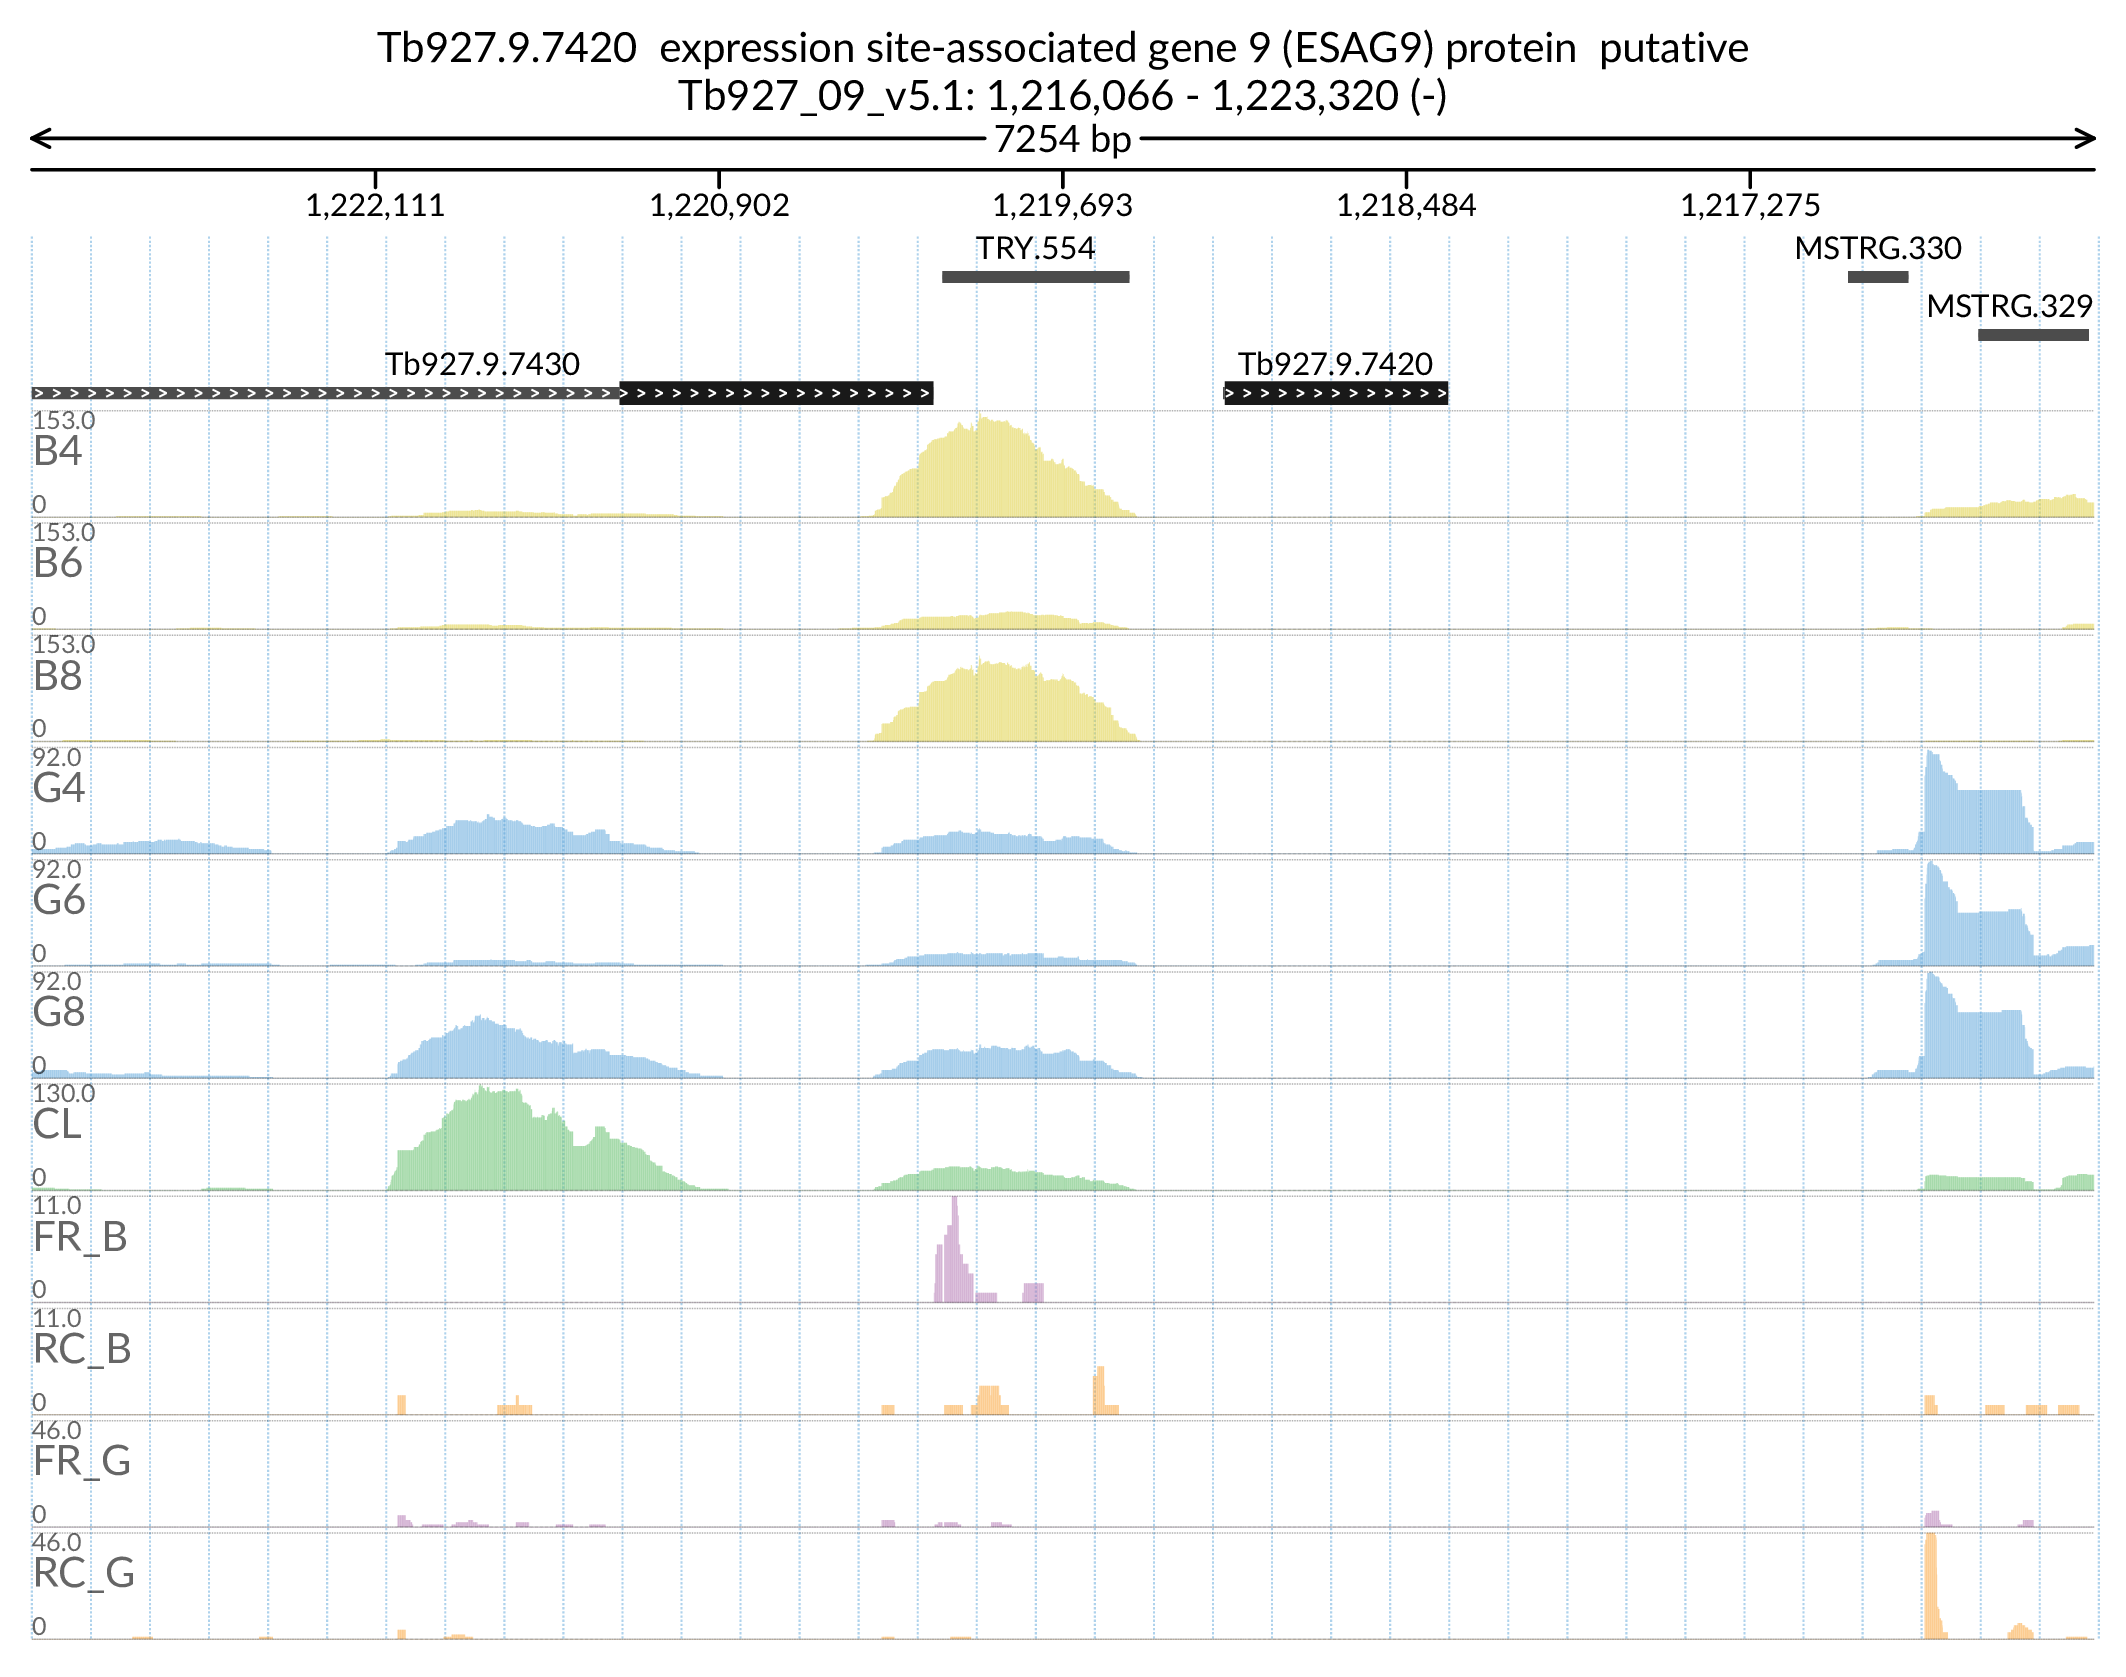 Tb927.9.7420  expression site-associated gene 9 (ESAG9) protein  putative
Tb927_09_v5.1: 1,216,066 - 1,223,320 (-)
7254 bp
1,222,111 1,220,902 1,219,693 1,218,484 1,217,275
TRY.554 MSTRG.330
MSTRG.329
Tb927.9.7430 Tb927.9.7420
153.0
B4
0
153.0
B6
0
153.0
B8
0
92.0
G4
0
92.0
G6
0
92.0
G8
0
130.0
CL
0
11.0
FR_B
0
11.0
RC_B
0
46.0
FR_G
0
46.0
RC_G
0